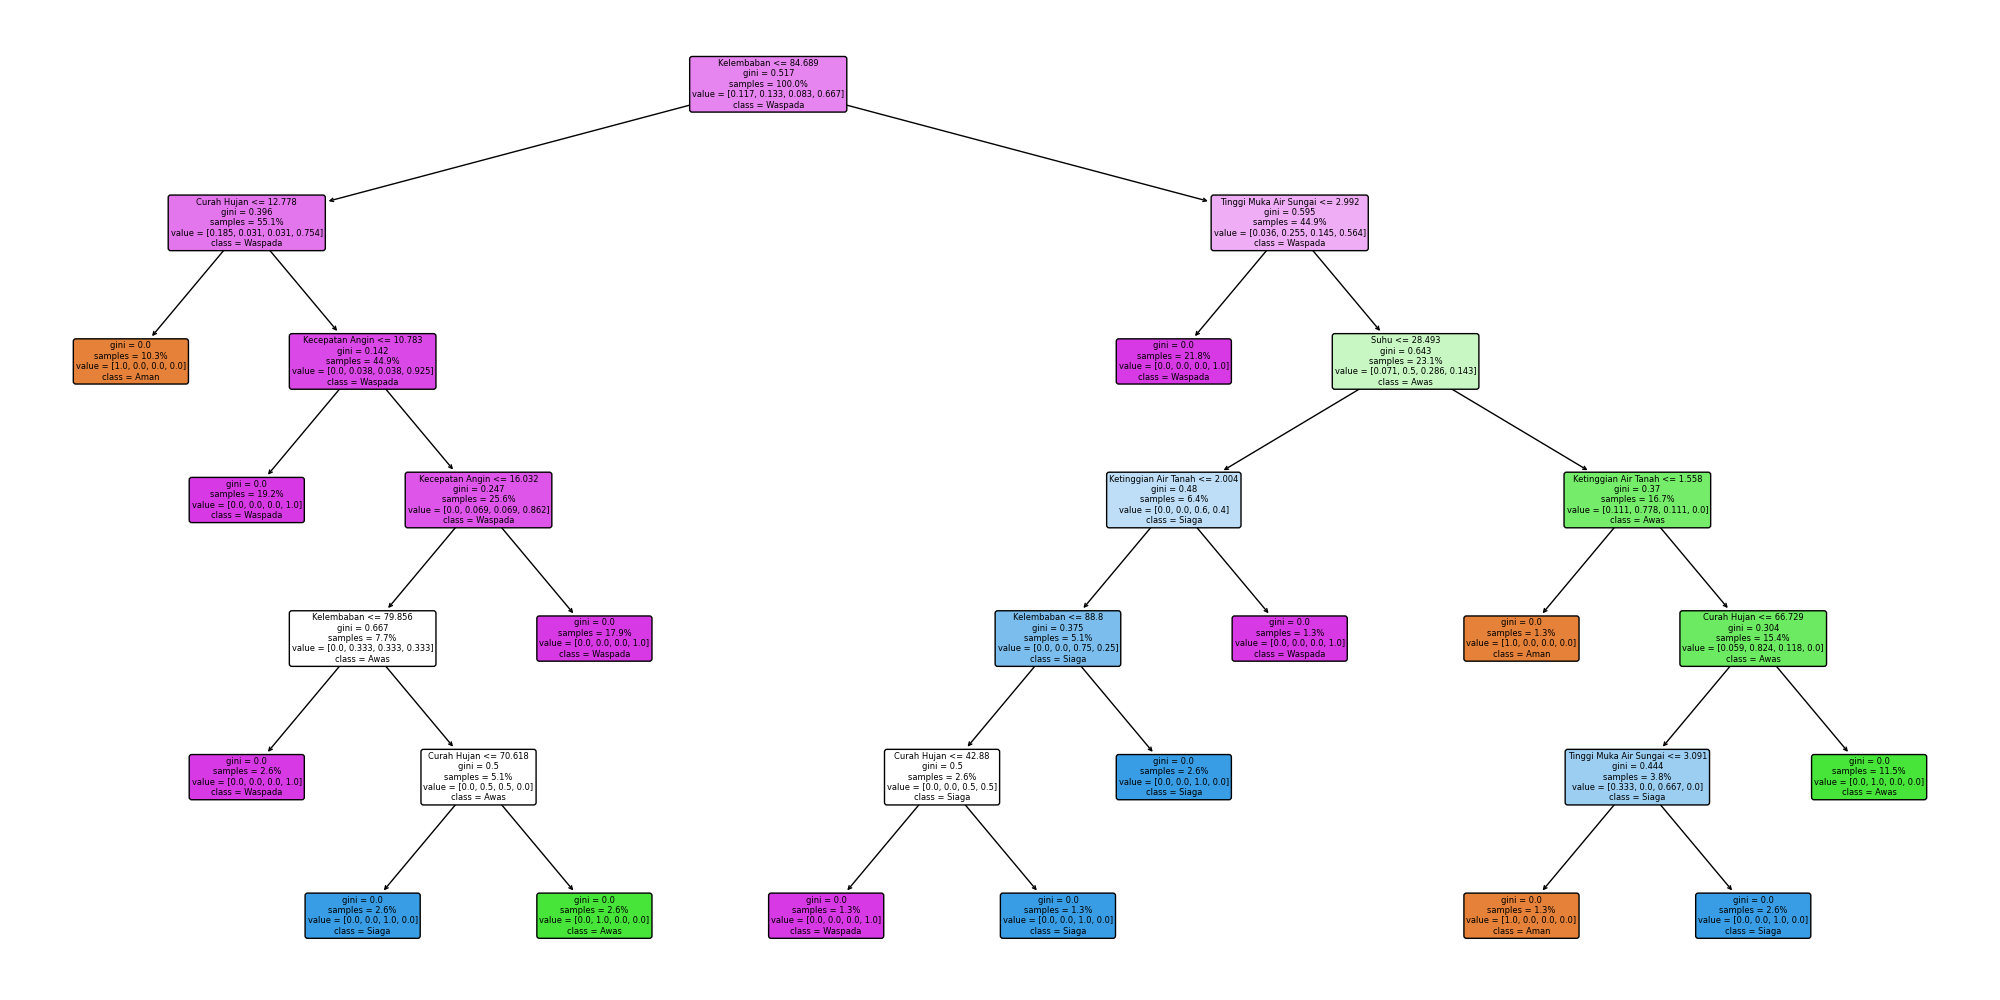 Kelembaban <= 84.689
gini = 0.517
samples = 100.0%
value = [0.117, 0.133, 0.083, 0.667]
class = Waspada
Curah Hujan <= 12.778
gini = 0.396
samples = 55.1%
value = [0.185, 0.031, 0.031, 0.754]
class = Waspada
Tinggi Muka Air Sungai <= 2.992
gini = 0.595
samples = 44.9%
value = [0.036, 0.255, 0.145, 0.564]
class = Waspada
gini = 0.0
samples = 10.3%
value = [1.0, 0.0, 0.0, 0.0]
class = Aman
Kecepatan Angin <= 10.783
gini = 0.142
samples = 44.9%
value = [0.0, 0.038, 0.038, 0.925]
class = Waspada
gini = 0.0
samples = 21.8%
value = [0.0, 0.0, 0.0, 1.0]
class = Waspada
Suhu <= 28.493
gini = 0.643
samples = 23.1%
value = [0.071, 0.5, 0.286, 0.143]
class = Awas
gini = 0.0
samples = 19.2%
value = [0.0, 0.0, 0.0, 1.0]
class = Waspada
Kecepatan Angin <= 16.032
gini = 0.247
samples = 25.6%
value = [0.0, 0.069, 0.069, 0.862]
class = Waspada
Ketinggian Air Tanah <= 2.004
gini = 0.48
samples = 6.4%
value = [0.0, 0.0, 0.6, 0.4]
class = Siaga
Ketinggian Air Tanah <= 1.558
gini = 0.37
samples = 16.7%
value = [0.111, 0.778, 0.111, 0.0]
class = Awas
Kelembaban <= 79.856
gini = 0.667
samples = 7.7%
value = [0.0, 0.333, 0.333, 0.333]
class = Awas
gini = 0.0
samples = 17.9%
value = [0.0, 0.0, 0.0, 1.0]
class = Waspada
Kelembaban <= 88.8
gini = 0.375
samples = 5.1%
value = [0.0, 0.0, 0.75, 0.25]
class = Siaga
gini = 0.0
samples = 1.3%
value = [0.0, 0.0, 0.0, 1.0]
class = Waspada
gini = 0.0
samples = 1.3%
value = [1.0, 0.0, 0.0, 0.0]
class = Aman
Curah Hujan <= 66.729
gini = 0.304
samples = 15.4%
value = [0.059, 0.824, 0.118, 0.0]
class = Awas
gini = 0.0
samples = 2.6%
value = [0.0, 0.0, 0.0, 1.0]
class = Waspada
Curah Hujan <= 70.618
gini = 0.5
samples = 5.1%
value = [0.0, 0.5, 0.5, 0.0]
class = Awas
Curah Hujan <= 42.88
gini = 0.5
samples = 2.6%
value = [0.0, 0.0, 0.5, 0.5]
class = Siaga
gini = 0.0
samples = 2.6%
value = [0.0, 0.0, 1.0, 0.0]
class = Siaga
Tinggi Muka Air Sungai <= 3.091
gini = 0.444
samples = 3.8%
value = [0.333, 0.0, 0.667, 0.0]
class = Siaga
gini = 0.0
samples = 11.5%
value = [0.0, 1.0, 0.0, 0.0]
class = Awas
gini = 0.0
samples = 2.6%
value = [0.0, 0.0, 1.0, 0.0]
class = Siaga
gini = 0.0
samples = 2.6%
value = [0.0, 1.0, 0.0, 0.0]
class = Awas
gini = 0.0
samples = 1.3%
value = [0.0, 0.0, 0.0, 1.0]
class = Waspada
gini = 0.0
samples = 1.3%
value = [0.0, 0.0, 1.0, 0.0]
class = Siaga
gini = 0.0
samples = 1.3%
value = [1.0, 0.0, 0.0, 0.0]
class = Aman
gini = 0.0
samples = 2.6%
value = [0.0, 0.0, 1.0, 0.0]
class = Siaga